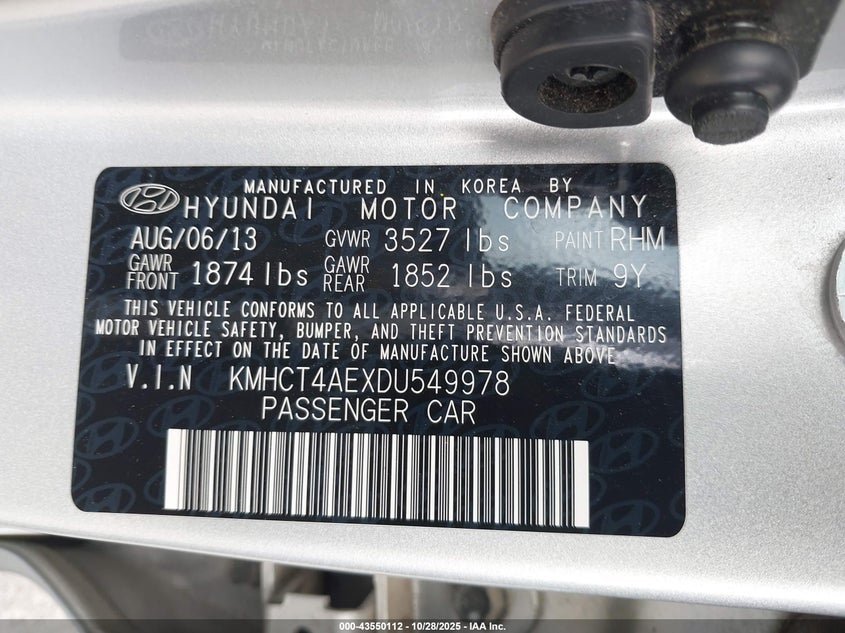 MANUFACTURED IN KOREA BY
HYUNDAI MOTOR COMPANY
AUG/06/13 GVWR 3527 lbs PAINT RHM
GAWR FRONT 1874 lbs GAWR REAR 1852 lbs TRIM 9Y
THIS VEHICLE CONFORMS TO ALL APPLICABLE U.S.A. FEDERAL
MOTOR VEHICLE SAFETY, BUMPER, AND THEFT PREVENTION STANDARDS
IN EFFECT ON THE DATE OF MANUFACTURE SHOWN ABOVE.
V.I.N KMHCT4AEXDU549978
PASSENGER CAR
000-43550112 - 10/28/2025 - IAA Inc.